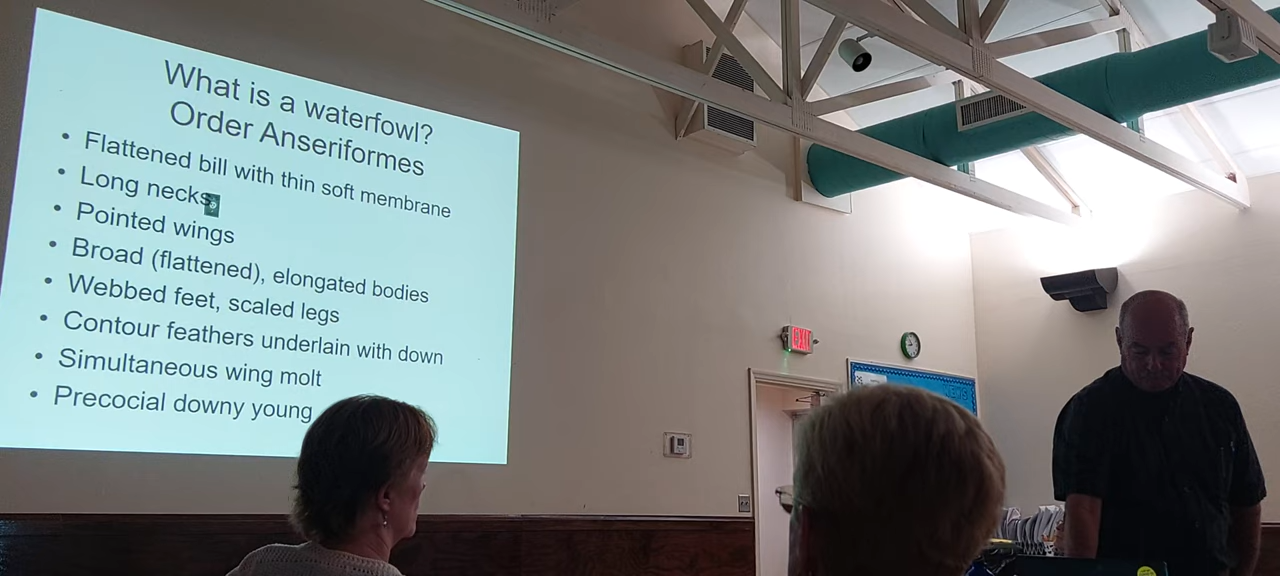 What is a waterfowl?
Order Anseriformes
• Flattened bill with thin soft membrane
• Long necks
• Pointed wings
• Broad (flattened), elongated bodies
• Webbed feet, scaled legs
• Contour feathers underlain with down
• Simultaneous wing molt
• Precocial downy young
EXIT